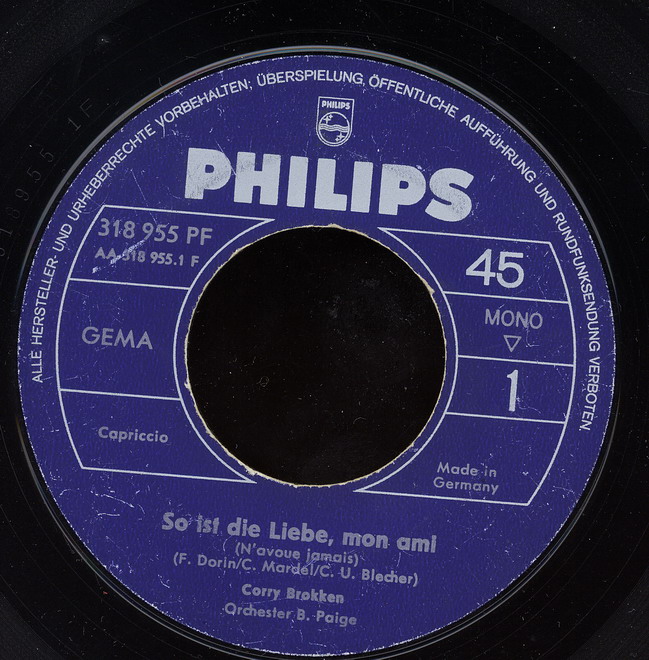 ALLE HERSTELLER- UND URHEBERRECHTE VORBEHALTEN; ÜBERSPIELUNG, ÖFFENTLICHE AUFFÜHRUNG UND RUNDFUNKSENDUNG VERBOTEN
PHILIPS
PHILIPS
318 955 PF
AA 318 955.1 F
45
MONO
▽
GEMA
1
Capriccio
Made in
Germany
So ist die Liebe, mon ami
(N'avoue jamais)
(F. Dorin/C. Mardel/C. U. Blecher)
Corry Brokken
Orchester B. Paige